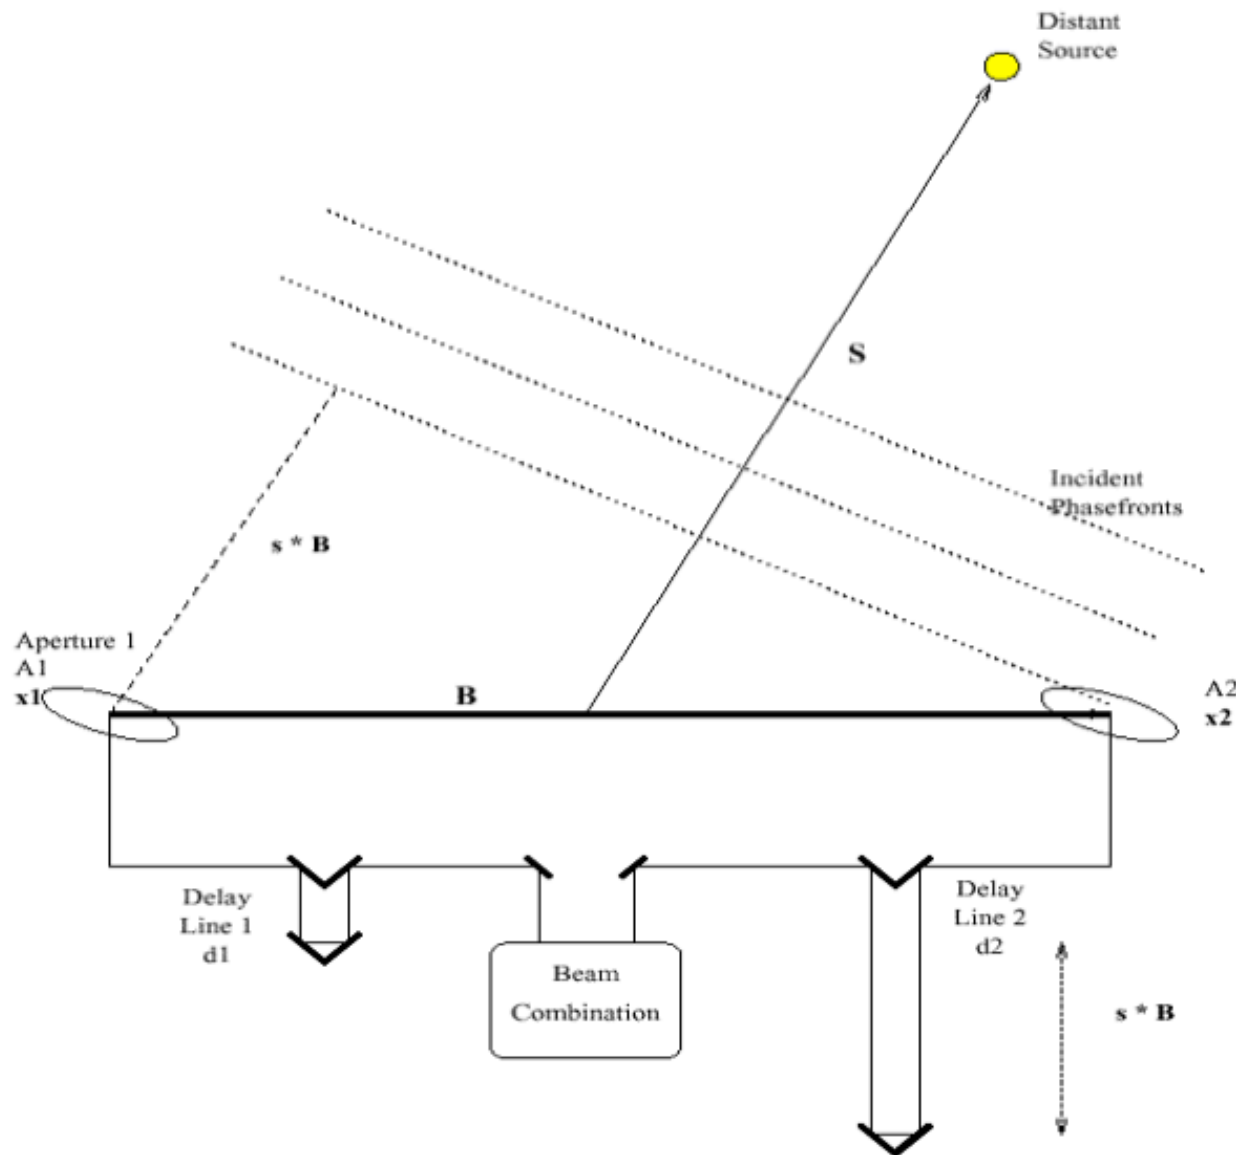 Distant
Source
S
Incident
Phasefronts
s * B
Aperture 1
A1
x1
B
A2
x2
Delay
Line 1
d1
Delay
Line 2
d2
Beam
Combination
s * B